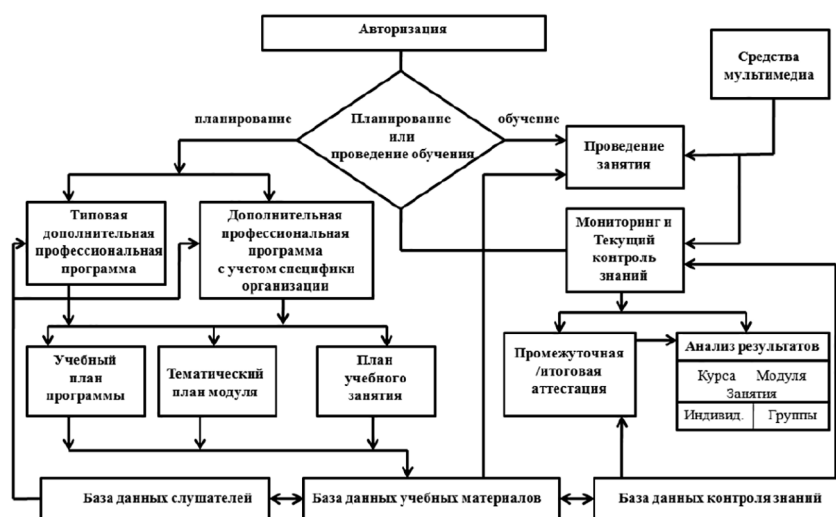 Авторизация
Средства
мультимедиа
планирование
Планирование
или
проведение обучения
обучение
Проведение
занятия
Типовая
дополнительная
профессиональная
программа
Дополнительная
профессиональная
программа
с учетом специфики
организации
Мониторинг и
Текущий
контроль
знаний
Учебный
план
программы
Тематический
план модуля
План
учебного
занятия
Промежуточная
/итоговая
аттестация
Анализ результатов
Курса Модуля
Занятия
Индивид. Группы
База данных слушателей
База данных учебных материалов
База данных контроля знаний